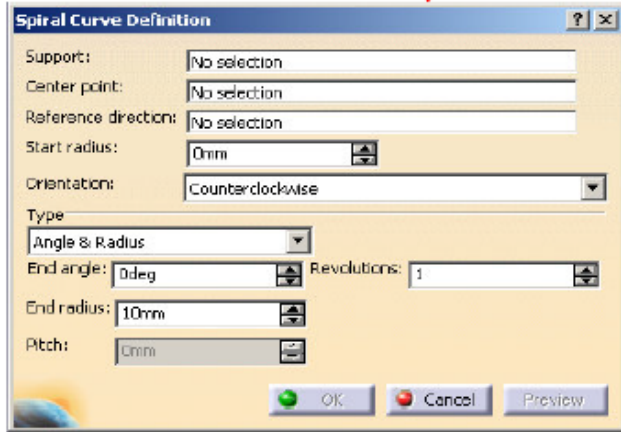 Spiral Curve Definition
Support: No selection
Center point: No selection
Reference direction: No selection
Start radius: 0mm
Orientation: Counterclockwise
Type
Angle & Radius
End angle: 0deg Revolutions: 1
End radius: 10mm
Pitch: 0mm
OK Cancel Preview